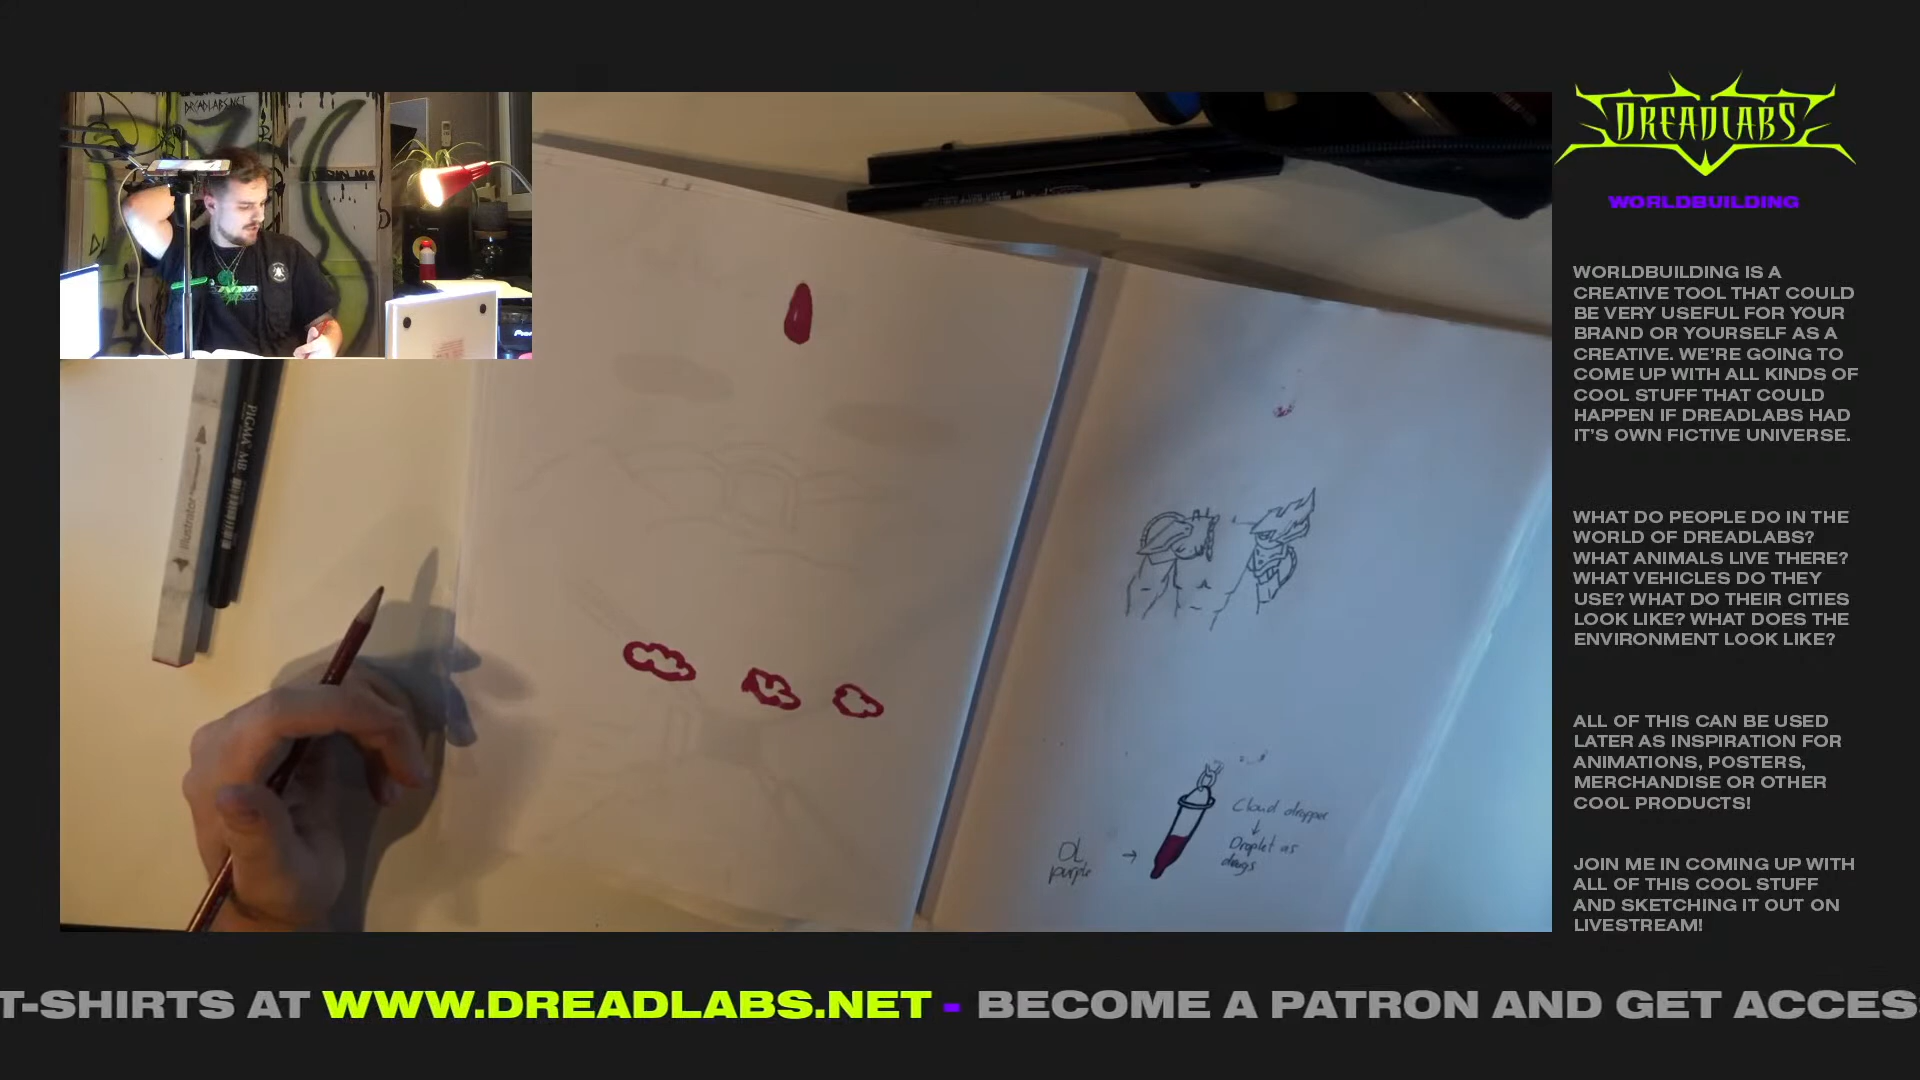 DREADLABS
WORLDBUILDING
WORLDBUILDING IS A
CREATIVE TOOL THAT COULD
BE VERY USEFUL FOR YOUR
BRAND OR YOURSELF AS A
CREATIVE. WE'RE GOING TO
COME UP WITH ALL KINDS OF
COOL STUFF THAT COULD
HAPPEN IF DREADLABS HAD
IT'S OWN FICTIVE UNIVERSE.
WHAT DO PEOPLE DO IN THE
WORLD OF DREADLABS?
WHAT ANIMALS LIVE THERE?
WHAT VEHICLES DO THEY
USE? WHAT DO THEIR CITIES
LOOK LIKE? WHAT DOES THE
ENVIRONMENT LOOK LIKE?
ALL OF THIS CAN BE USED
LATER AS INSPIRATION FOR
ANIMATIONS, POSTERS,
MERCHANDISE OR OTHER
COOL PRODUCTS!
JOIN ME IN COMING UP WITH
ALL OF THIS COOL STUFF
AND SKETCHING IT OUT ON
LIVESTREAM!
DREADLABS.NET
PIGMA MB
Illustrator
Cloud dropper
↓
Droplet as
drugs
DL →
purple
T-SHIRTS AT WWW.DREADLABS.NET - BECOME A PATRON AND GET ACCES